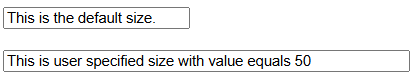 This is the default size.
This is user specified size with value equals 50